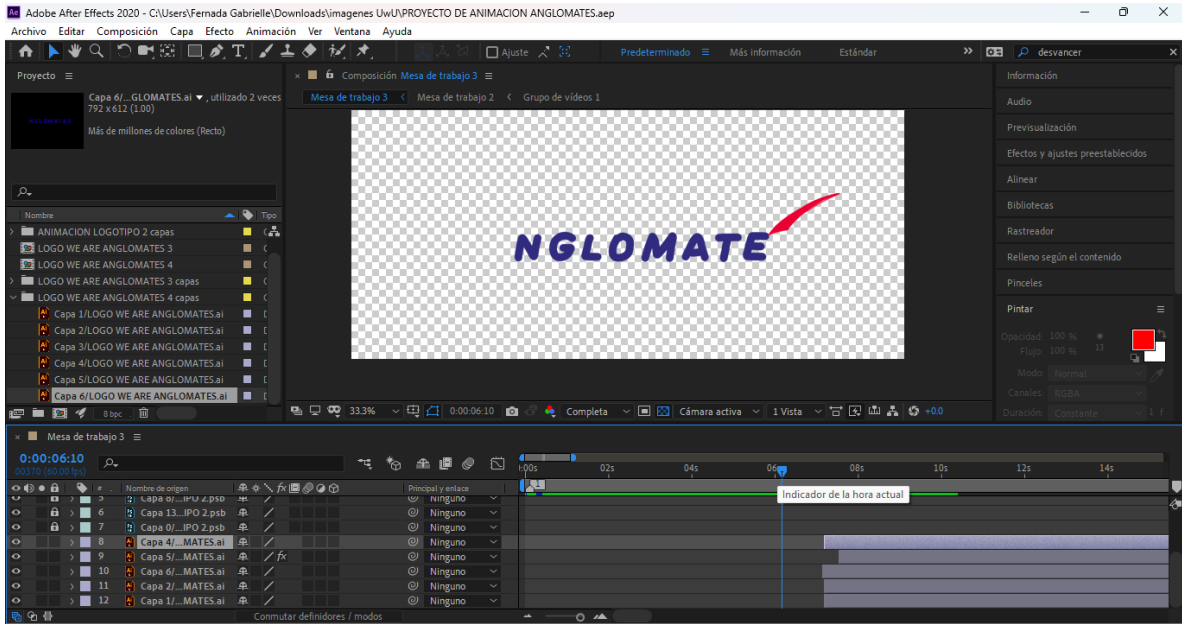 Adobe After Effects 2020 - C:\Users\Fernada Gabrielle\Downloads\imagenes UwU\PROYECTO DE ANIMACION ANGLOMATES.aep
Archivo Editar Composición Capa Efecto Animación Ver Ventana Ayuda
Ajuste Predeterminado Más información Estándar desvancer
Proyecto
Capa 6/...GLOMATES.ai , utilizado 2 veces
792 x 612 (1.00)
Más de millones de colores (Recto)
Nombre Tipo
ANIMACION LOGOTIPO 2 capas
LOGO WE ARE ANGLOMATES 3
LOGO WE ARE ANGLOMATES 4
LOGO WE ARE ANGLOMATES 3 capas
LOGO WE ARE ANGLOMATES 4 capas
Capa 1/LOGO WE ARE ANGLOMATES.ai
Capa 2/LOGO WE ARE ANGLOMATES.ai
Capa 3/LOGO WE ARE ANGLOMATES.ai
Capa 4/LOGO WE ARE ANGLOMATES.ai
Capa 5/LOGO WE ARE ANGLOMATES.ai
Capa 6/LOGO WE ARE ANGLOMATES.ai
8 bpc
Composición Mesa de trabajo 3
Mesa de trabajo 3 Mesa de trabajo 2 Grupo de vídeos 1
NGLOMATE
33.3% 0:00:06:10 Completa Cámara activa 1 Vista +0.0
Información
Audio
Previsualización
Efectos y ajustes preestablecidos
Alinear
Bibliotecas
Rastreador
Relleno según el contenido
Pinceles
Pintar
Opacidad: 100 %
Flujo: 100 % 13
Modo: Normal
Canales: RGBA
Duración: Constante 1 f
Mesa de trabajo 3
0:00:06:10
00370 (60.00 fps)
:00s 02s 04s 06s 08s 10s 12s 14s
# Nombre de origen fx Principal y enlace 1
Indicador de la hora actual
5 Capa 8/...IPO 2.psb Ninguno
6 Capa 13...IPO 2.psb Ninguno
7 Capa 0/...IPO 2.psb Ninguno
8 Capa 4/...MATES.ai Ninguno
9 Capa 5/...MATES.ai fx Ninguno
10 Capa 6/...MATES.ai Ninguno
11 Capa 2/...MATES.ai Ninguno
12 Capa 1/...MATES.ai Ninguno
Conmutar definidores / modos